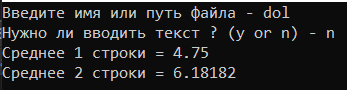 Введите имя или путь файла - dol
Нужно ли вводить текст ? (y or n) - n
Среднее 1 строки = 4.75
Среднее 2 строки = 6.18182